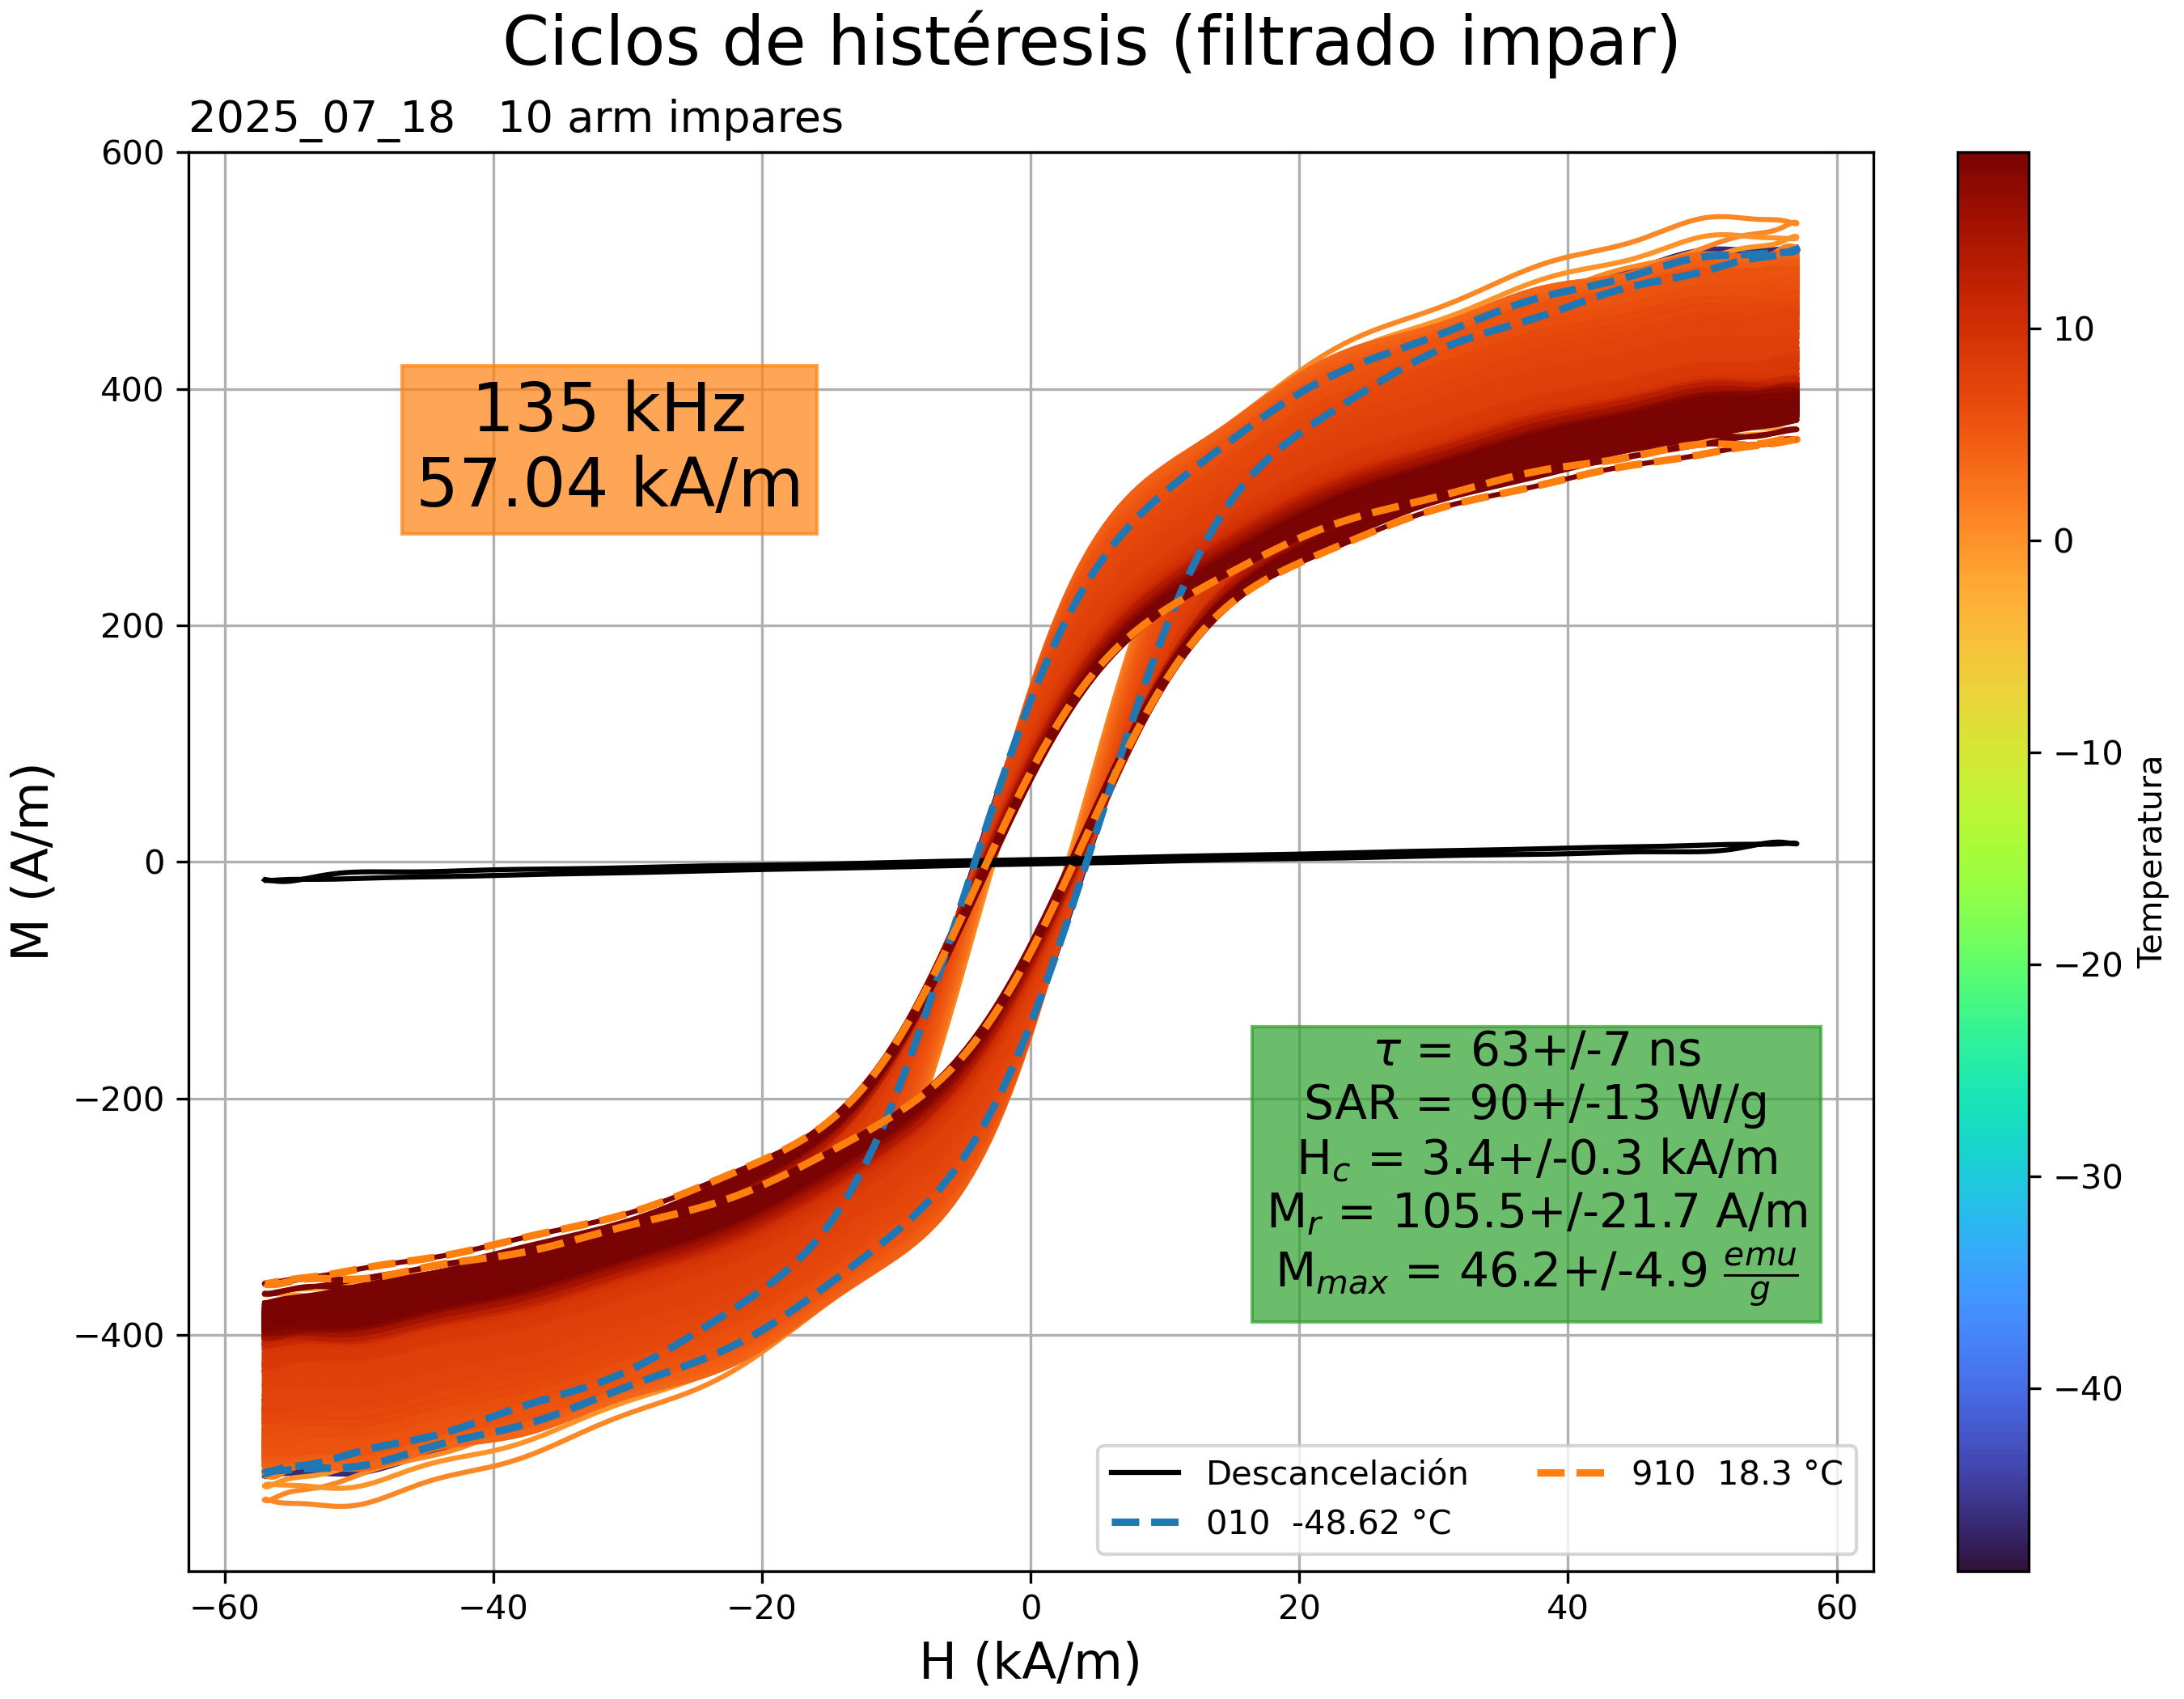 Ciclos de histéresis (filtrado impar)
2025_07_18   10 arm impares
600
400
200
0
−200
−400
M (A/m)
135 kHz
57.04 kA/m
τ = 63+/-7 ns
SAR = 90+/-13 W/g
H_c = 3.4+/-0.3 kA/m
M_r = 105.5+/-21.7 A/m
M_max = 46.2+/-4.9 emu/g
Descancelación
010  -48.62 °C
910  18.3 °C
−60
−40
−20
0
20
40
60
H (kA/m)
10
0
−10
−20
−30
−40
Temperatura